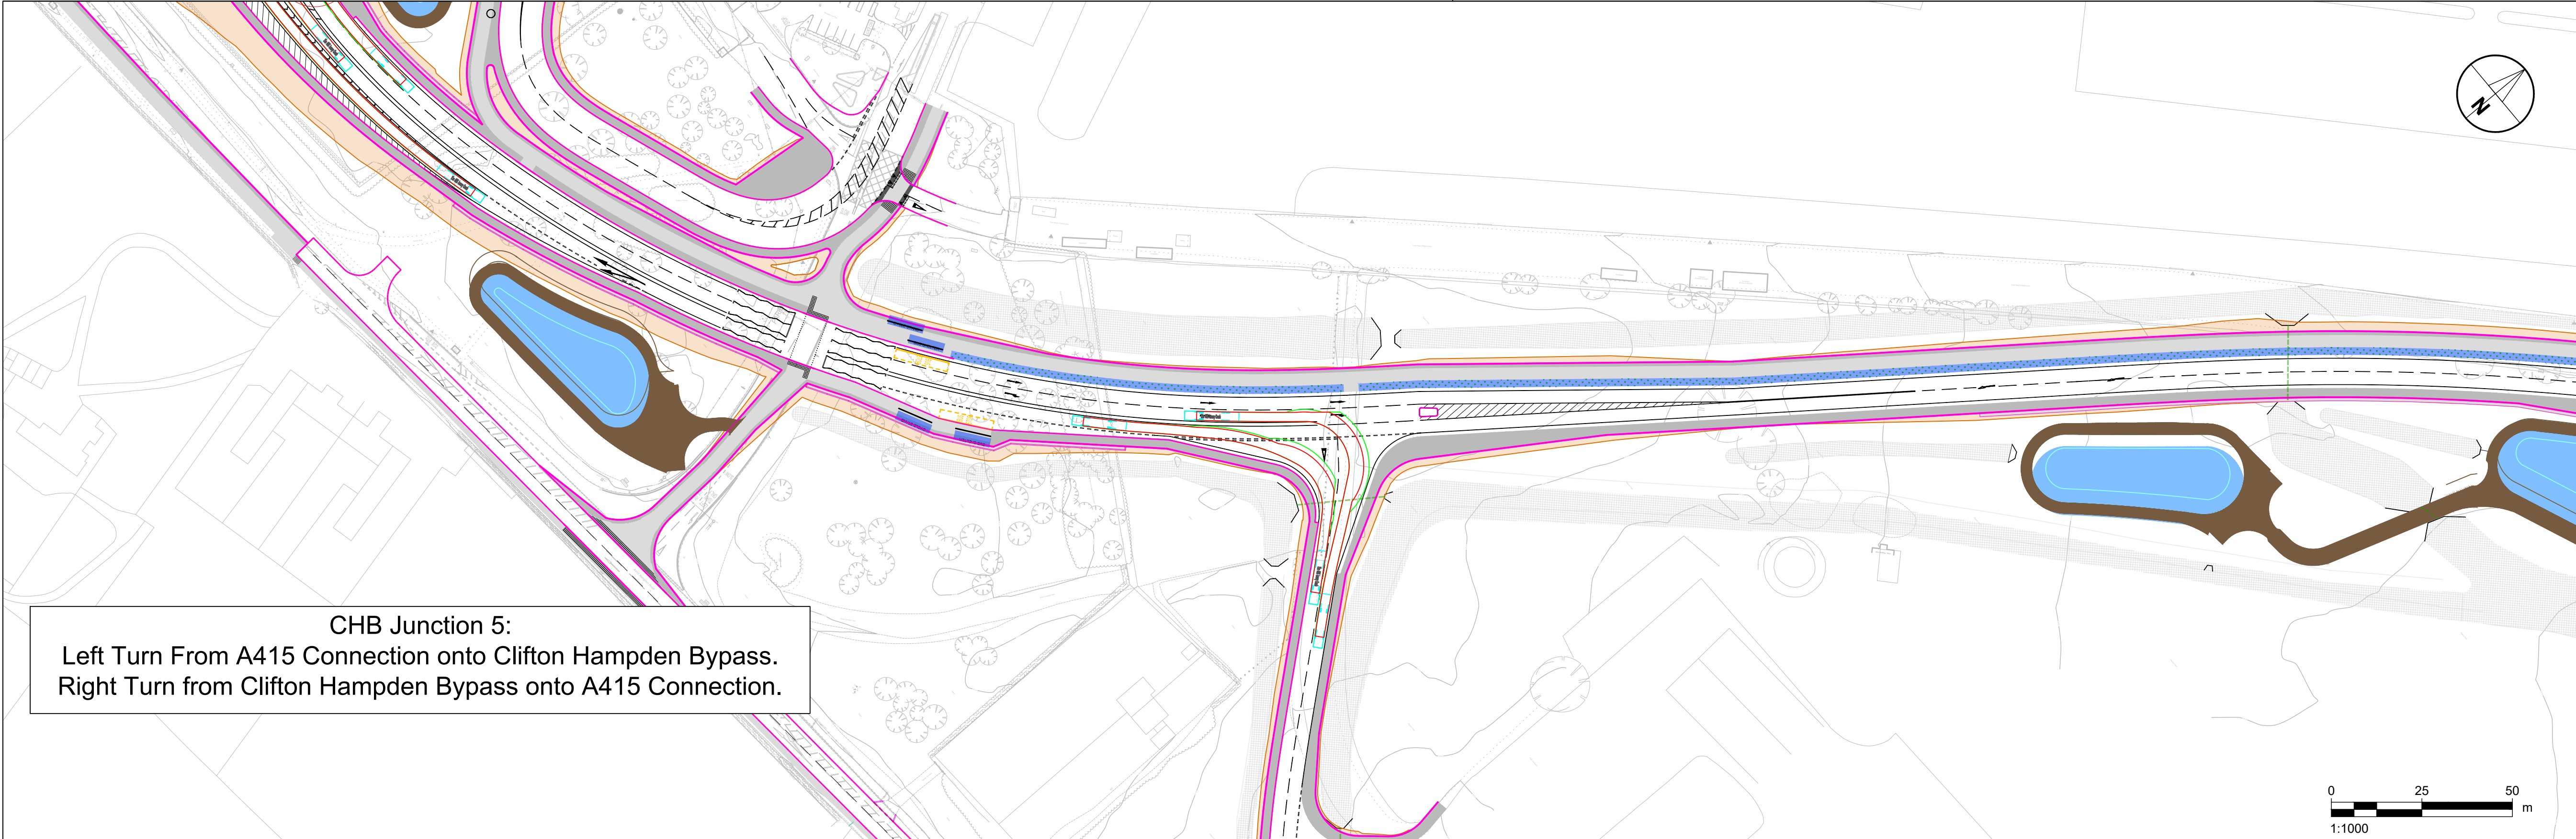 N
CHB Junction 5:
Left Turn From A415 Connection onto Clifton Hampden Bypass.
Right Turn from Clifton Hampden Bypass onto A415 Connection.
0 25 50
m
1:1000